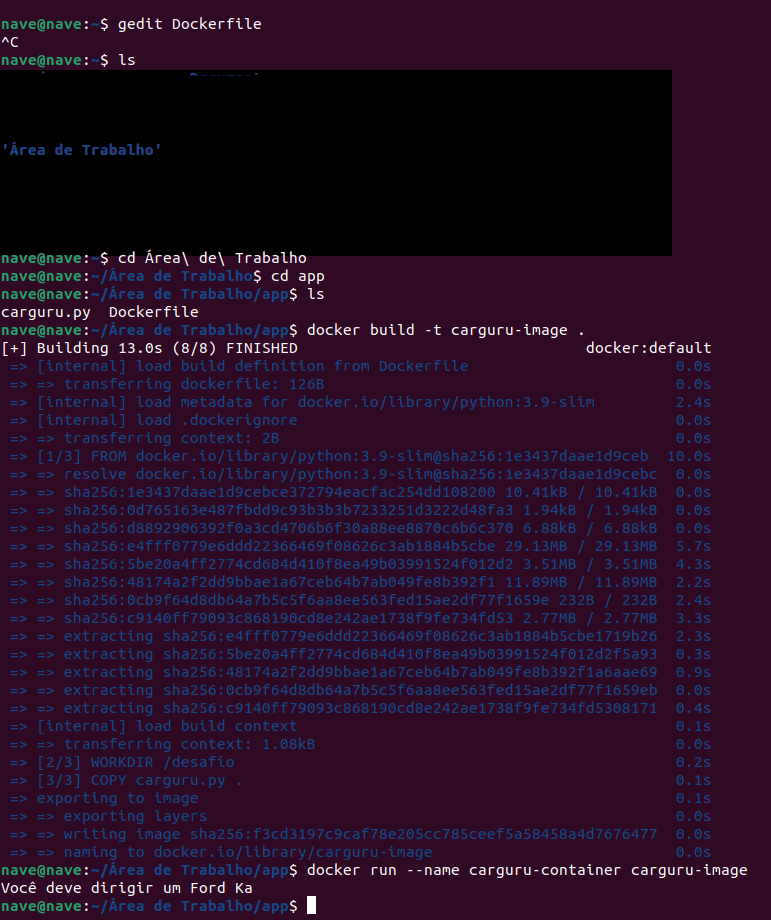 nave@nave:~$ gedit Dockerfile
^C
nave@nave:~$ ls
'Área de Trabalho'
nave@nave:~$ cd Área\ de\ Trabalho
nave@nave:~/Área de Trabalho$ cd app
nave@nave:~/Área de Trabalho/app$ ls
carguru.py  Dockerfile
nave@nave:~/Área de Trabalho/app$ docker build -t carguru-image .
[+] Building 13.0s (8/8) FINISHED                                docker:default
 => [internal] load build definition from Dockerfile                       0.0s
 => => transferring dockerfile: 126B                                       0.0s
 => [internal] load metadata for docker.io/library/python:3.9-slim         2.4s
 => [internal] load .dockerignore                                          0.0s
 => => transferring context: 2B                                            0.0s
 => [1/3] FROM docker.io/library/python:3.9-slim@sha256:1e3437daae1d9ceb  10.0s
 => => resolve docker.io/library/python:3.9-slim@sha256:1e3437daae1d9cebc  0.0s
 => => sha256:1e3437daae1d9cebce372794eacfac254dd108200 10.41kB / 10.41kB  0.0s
 => => sha256:0d765163e487fbdd9c93b3b3b7233251d3222d48fa3 1.94kB / 1.94kB  0.0s
 => => sha256:d8892906392f0a3cd4706b6f30a88ee8870c6b6c370 6.88kB / 6.88kB  0.0s
 => => sha256:e4fff0779e6ddd22366469f08626c3ab1884b5cbe 29.13MB / 29.13MB  5.7s
 => => sha256:5be20a4ff2774cd684d410f8ea49b03991524f012d2 3.51MB / 3.51MB  4.3s
 => => sha256:48174a2f2dd9bbae1a67ceb64b7ab049fe8b392f1 11.89MB / 11.89MB  2.2s
 => => sha256:0cb9f64d8db64a7b5c5f6aa8ee563fed15ae2df77f1659e 232B / 232B  2.4s
 => => sha256:c9140ff79093c868190cd8e242ae1738f9fe734fd53 2.77MB / 2.77MB  3.3s
 => => extracting sha256:e4fff0779e6ddd22366469f08626c3ab1884b5cbe1719b26  2.3s
 => => extracting sha256:5be20a4ff2774cd684d410f8ea49b03991524f012d2f5a93  0.3s
 => => extracting sha256:48174a2f2dd9bbae1a67ceb64b7ab049fe8b392f1a6aae69  0.9s
 => => extracting sha256:0cb9f64d8db64a7b5c5f6aa8ee563fed15ae2df77f1659eb  0.0s
 => => extracting sha256:c9140ff79093c868190cd8e242ae1738f9fe734fd5308171  0.4s
 => [internal] load build context                                          0.1s
 => => transferring context: 1.08kB                                        0.0s
 => [2/3] WORKDIR /desafio                                                 0.2s
 => [3/3] COPY carguru.py .                                                0.1s
 => exporting to image                                                     0.1s
 => => exporting layers                                                    0.0s
 => => writing image sha256:f3cd3197c9caf78e205cc785ceef5a58458a4d7676477  0.0s
 => => naming to docker.io/library/carguru-image                           0.0s
nave@nave:~/Área de Trabalho/app$ docker run --name carguru-container carguru-image
Você deve dirigir um Ford Ka
nave@nave:~/Área de Trabalho/app$